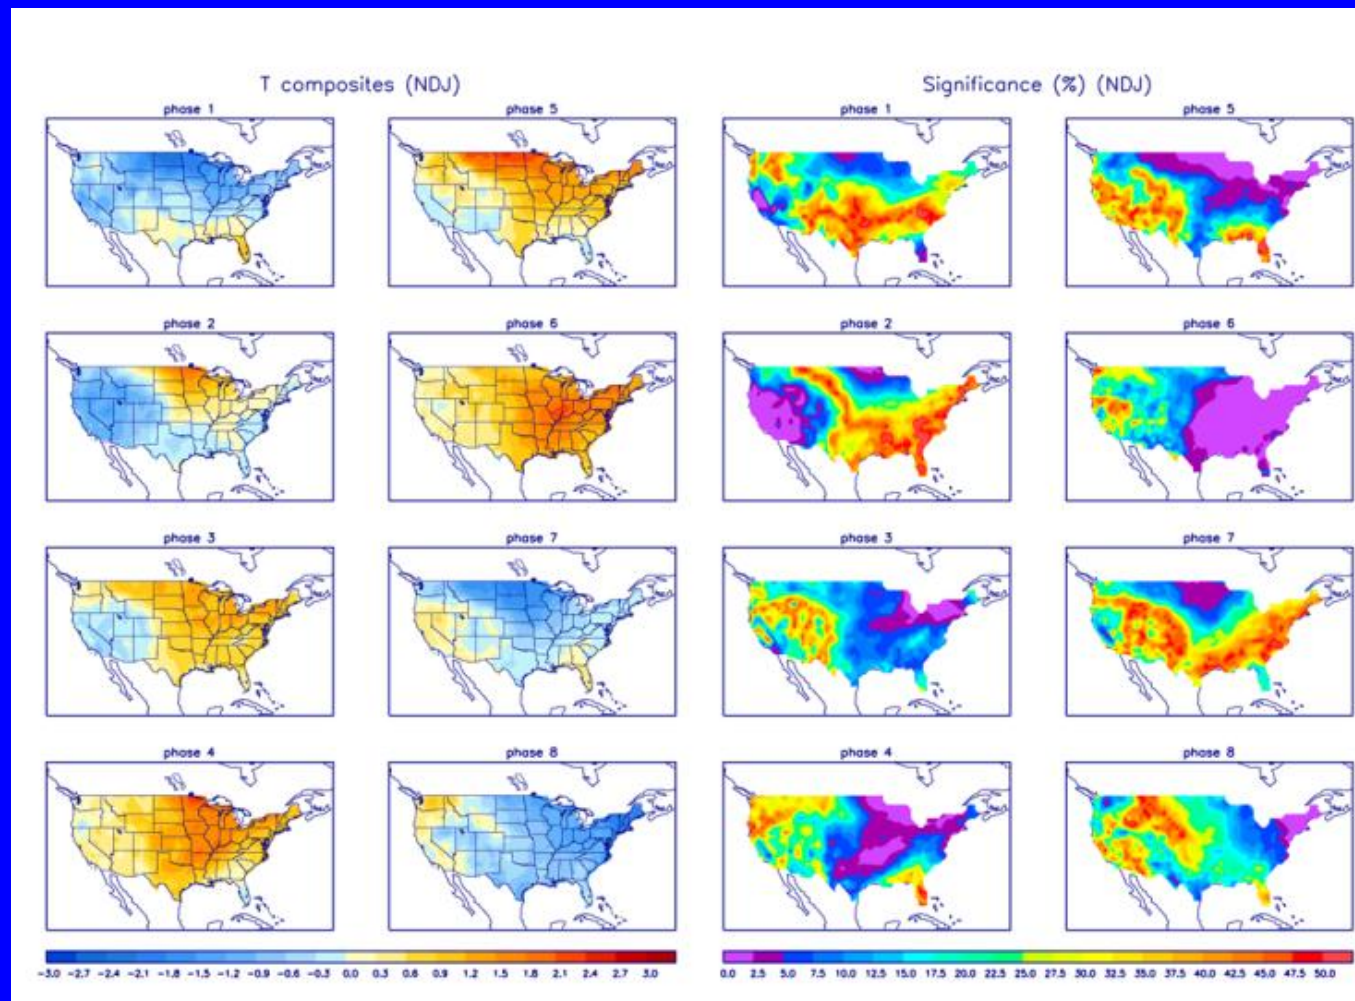 T composites (NDJ)
Significance (%) (NDJ)
phase 1
phase 5
phase 1
phase 5
phase 2
phase 6
phase 2
phase 6
phase 3
phase 7
phase 3
phase 7
phase 4
phase 8
phase 4
phase 8
-3.0 -2.7 -2.4 -2.1 -1.8 -1.5 -1.2 -0.9 -0.6 -0.3 0.0 0.3 0.6 0.9 1.2 1.5 1.8 2.1 2.4 2.7 3.0
0.0 2.5 5.0 7.5 10.0 12.5 15.0 17.5 20.0 22.5 25.0 27.5 30.0 32.5 35.0 37.5 40.0 42.5 45.0 47.5 50.0